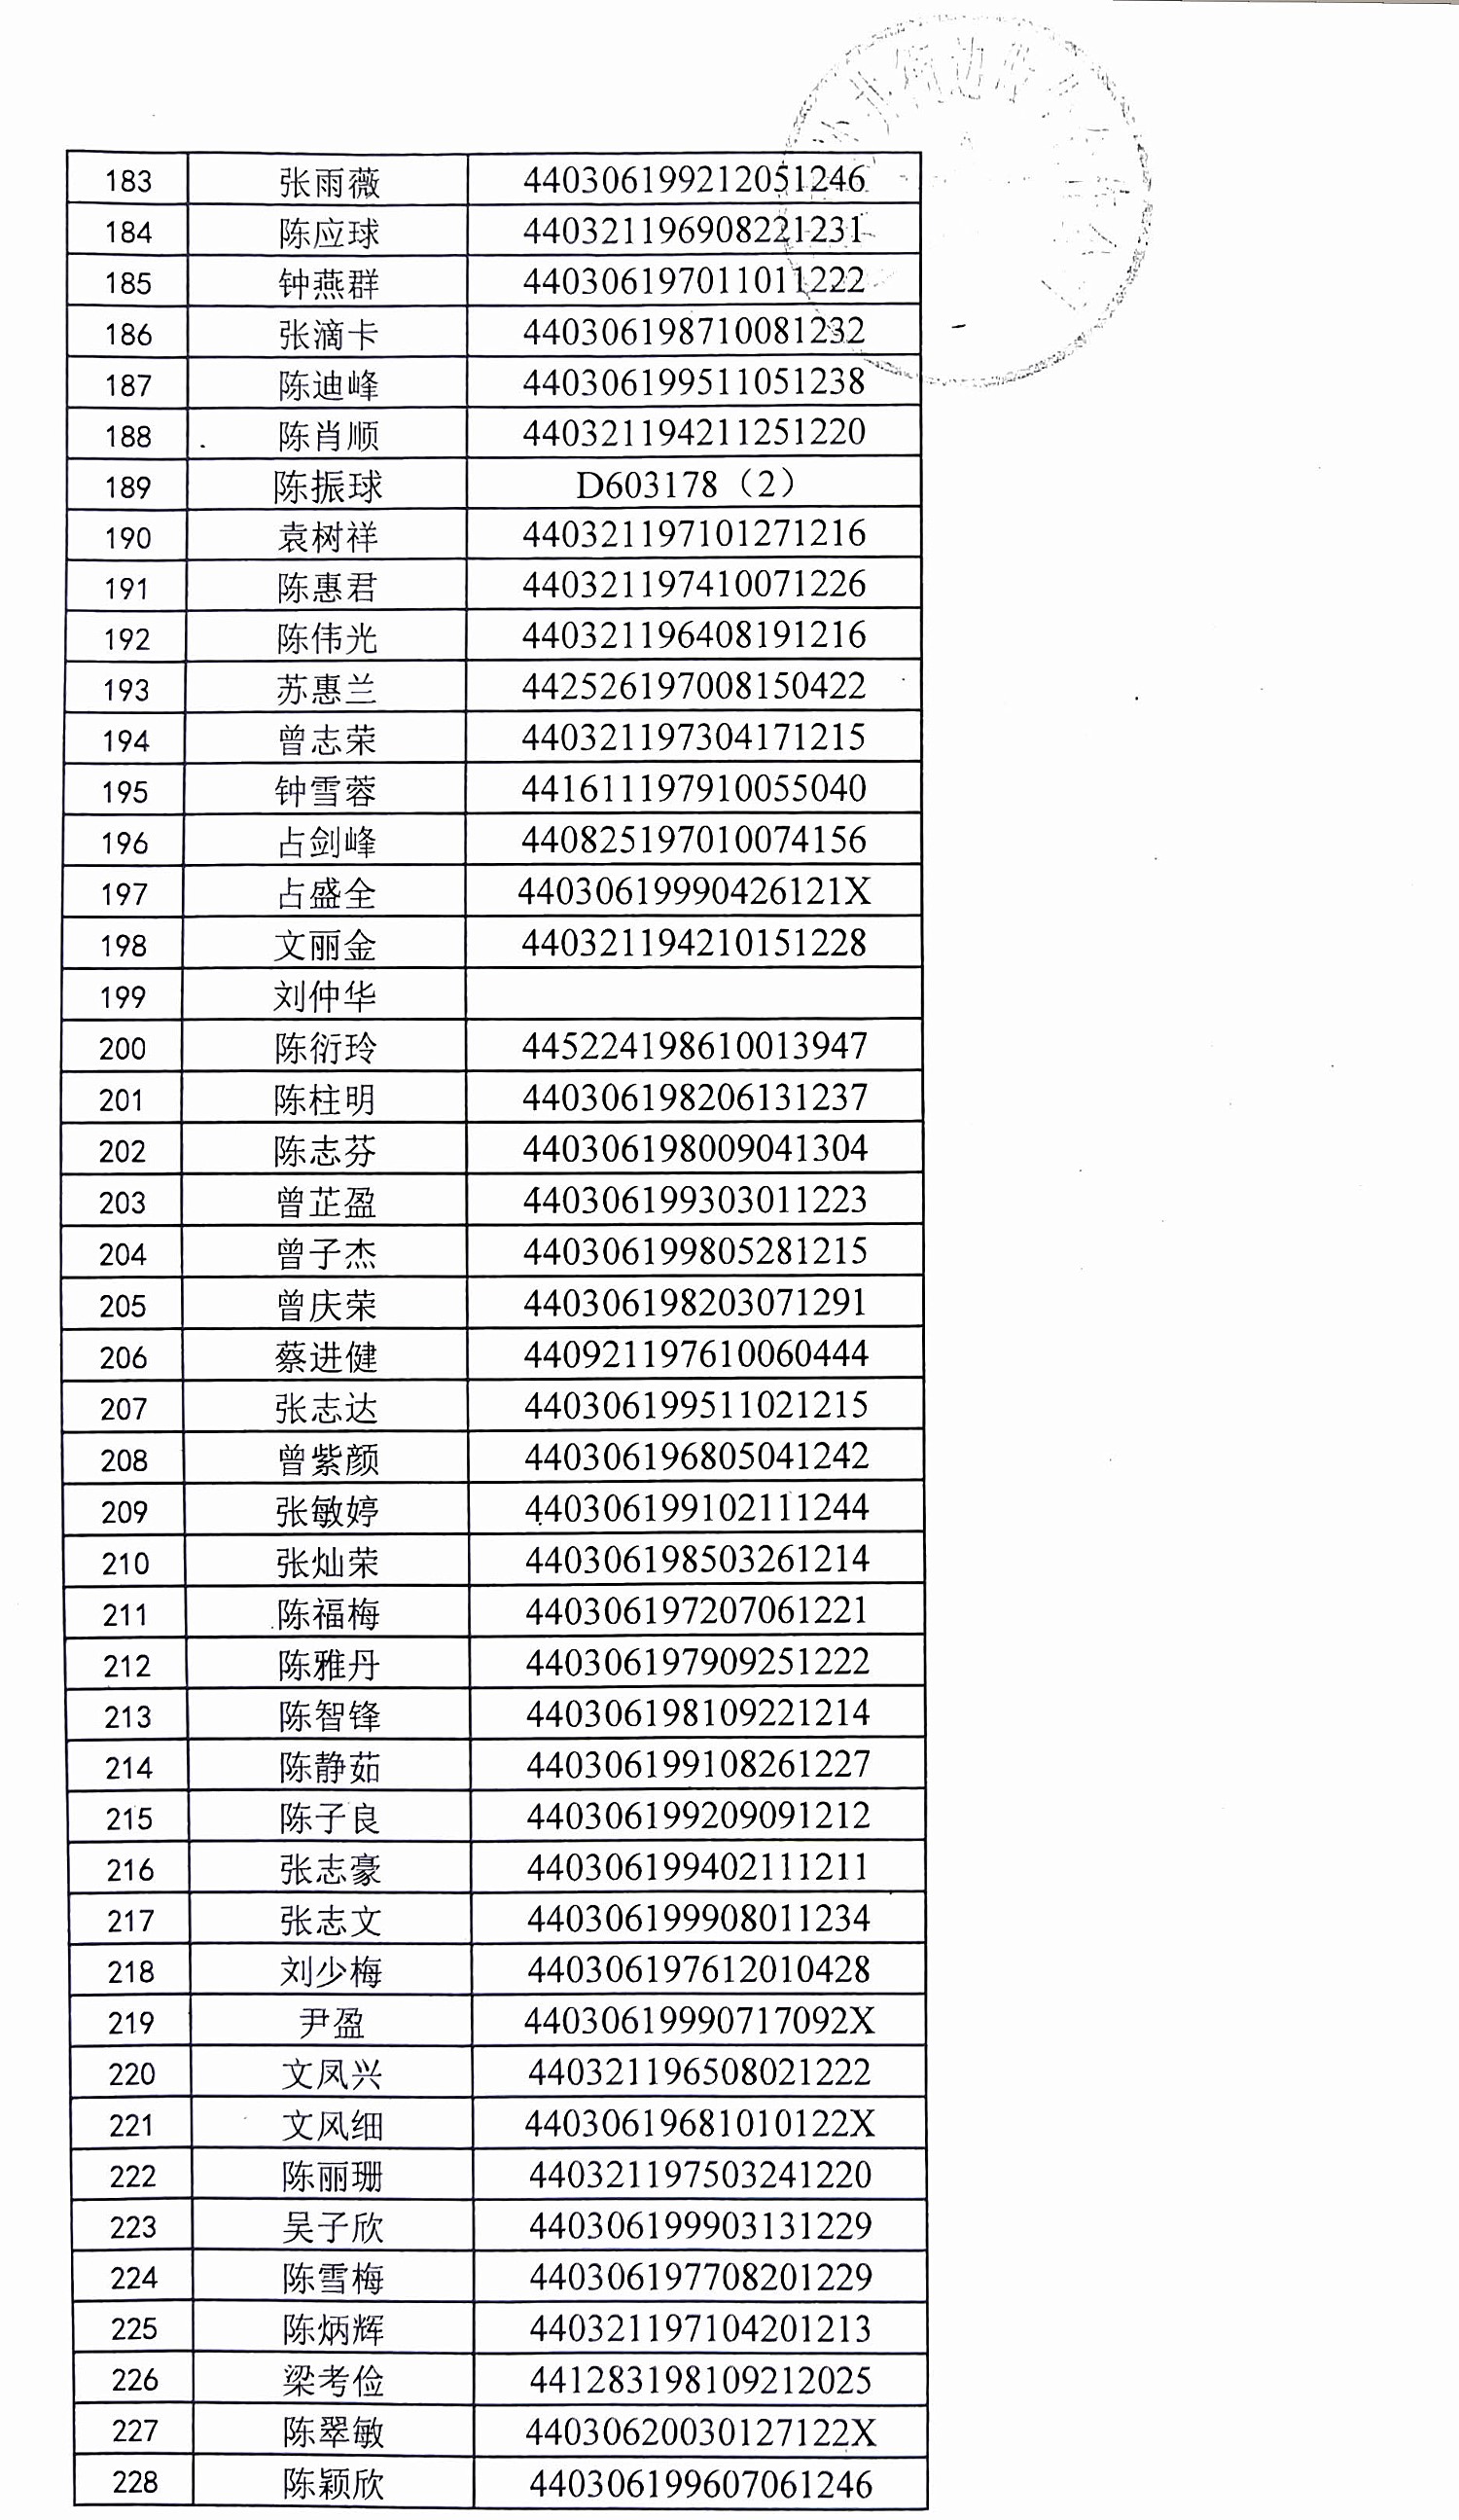 183 张雨薇 440306199212051246
184 陈应球 440321196908221231
185 钟燕群 440306197011011222
186 张滴卡 440306198710081232
187 陈迪峰 440306199511051238
188 陈肖顺 440321194211251220
189 陈振球 D603178（2）
190 袁树祥 440321197101271216
191 陈惠君 440321197410071226
192 陈伟光 440321196408191216
193 苏惠兰 442526197008150422
194 曾志荣 440321197304171215
195 钟雪蓉 441611197910055040
196 占剑峰 440825197010074156
197 占盛全 44030619990426121X
198 文丽金 440321194210151228
199 刘仲华
200 陈衍玲 445224198610013947
201 陈柱明 440306198206131237
202 陈志芬 440306198009041304
203 曾芷盈 440306199303011223
204 曾子杰 440306199805281215
205 曾庆荣 440306198203071291
206 蔡进健 440921197610060444
207 张志达 440306199511021215
208 曾紫颜 440306196805041242
209 张敏婷 440306199102111244
210 张灿荣 440306198503261214
211 陈福梅 440306197207061221
212 陈雅丹 440306197909251222
213 陈智锋 440306198109221214
214 陈静茹 440306199108261227
215 陈子良 440306199209091212
216 张志豪 440306199402111211
217 张志文 440306199908011234
218 刘少梅 440306197612010428
219 尹盈 44030619990717092X
220 文凤兴 440321196508021222
221 文凤细 44030619681010122X
222 陈丽珊 440321197503241220
223 吴子欣 440306199903131229
224 陈雪梅 440306197708201229
225 陈炳辉 440321197104201213
226 梁考俭 441283198109212025
227 陈翠敏 44030620030127122X
228 陈颖欣 440306199607061246